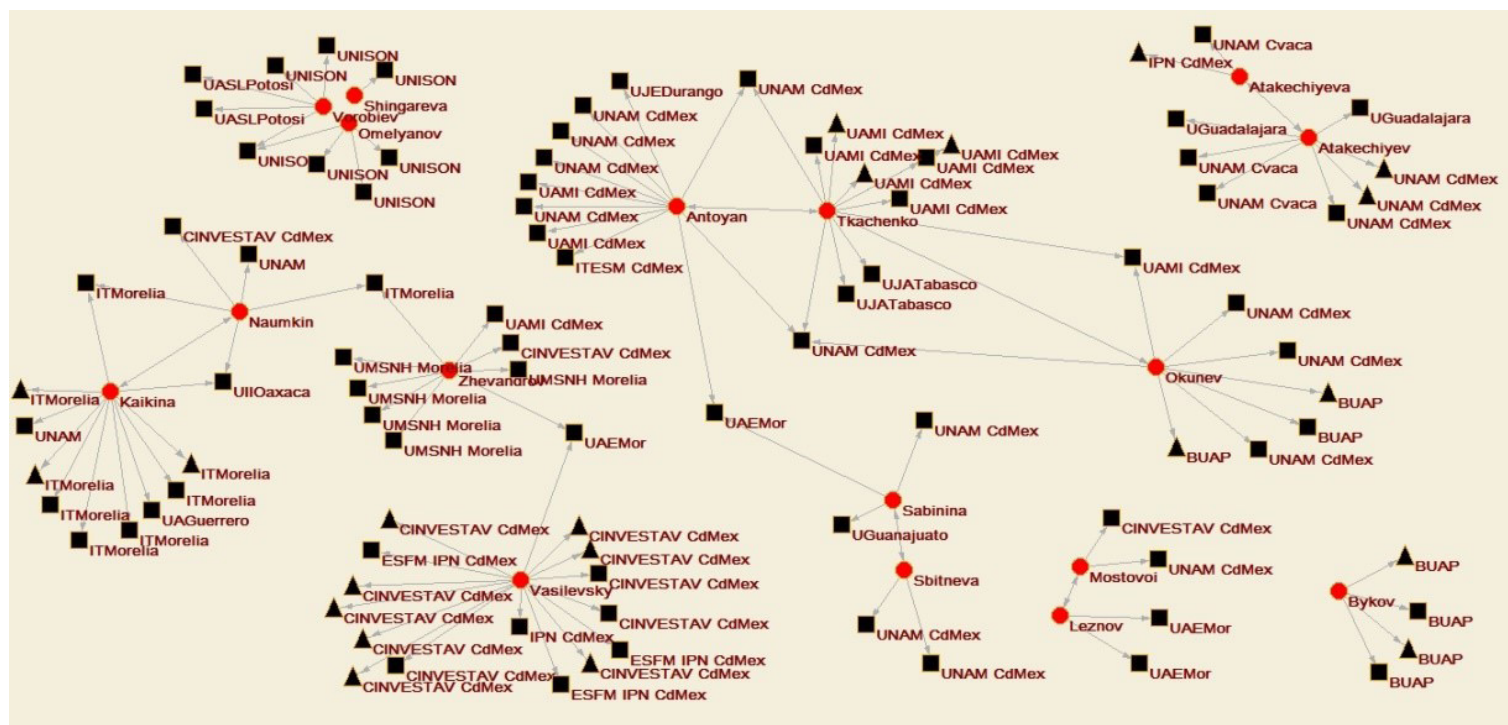 UNISON
UASLPotosi
UNISON
UNISON
Shingareva
Vorobiev
UASLPotosi
Omelyanov
UNISON
UNISON
UNISON
UNISON
CINVESTAV CdMex
UNAM
ITMorelia
ITMorelia
Naumkin
Kaikina
UIIOaxaca
ITMorelia
UNAM
ITMorelia
ITMorelia
ITMorelia
ITMorelia
UAGuerrero
ITMorelia
ITMorelia
UAMI CdMex
CINVESTAV CdMex
UMSNH Morelia
Zhevandrov
UMSNH Morelia
UMSNH Morelia
UMSNH Morelia
UMSNH Morelia
UAEMor
CINVESTAV CdMex
CINVESTAV CdMex
ESFM IPN CdMex
CINVESTAV CdMex
Vasilevsky
CINVESTAV CdMex
CINVESTAV CdMex
CINVESTAV CdMex
CINVESTAV CdMex
IPN CdMex
CINVESTAV CdMex
ESFM IPN CdMex
CINVESTAV CdMex
CINVESTAV CdMex
CINVESTAV CdMex
ESFM IPN CdMex
UJEDurango
UNAM CdMex
UNAM CdMex
UNAM CdMex
UNAM CdMex
UAMI CdMex
UNAM CdMex
UAMI CdMex
ITESM CdMex
Antoyan
Tkachenko
UAMI CdMex
UAMI CdMex
UAMI CdMex
UAMI CdMex
UAMI CdMex
UAMI CdMex
UJATabasco
UJATabasco
UNAM CdMex
UAEMor
UNAM Cvaca
IPN CdMex
Atakechiyeva
UGuadalajara
UGuadalajara
Atakechiyev
UNAM Cvaca
UNAM CdMex
UNAM Cvaca
UNAM CdMex
UNAM CdMex
UAMI CdMex
UNAM CdMex
UNAM CdMex
Okunev
BUAP
BUAP
UNAM CdMex
BUAP
UNAM CdMex
Sabinina
UGuanajuato
Sbitneva
UNAM CdMex
UNAM CdMex
CINVESTAV CdMex
UNAM CdMex
Mostovoi
Leznov
UAEMor
UAEMor
BUAP
Bykov
BUAP
BUAP
BUAP